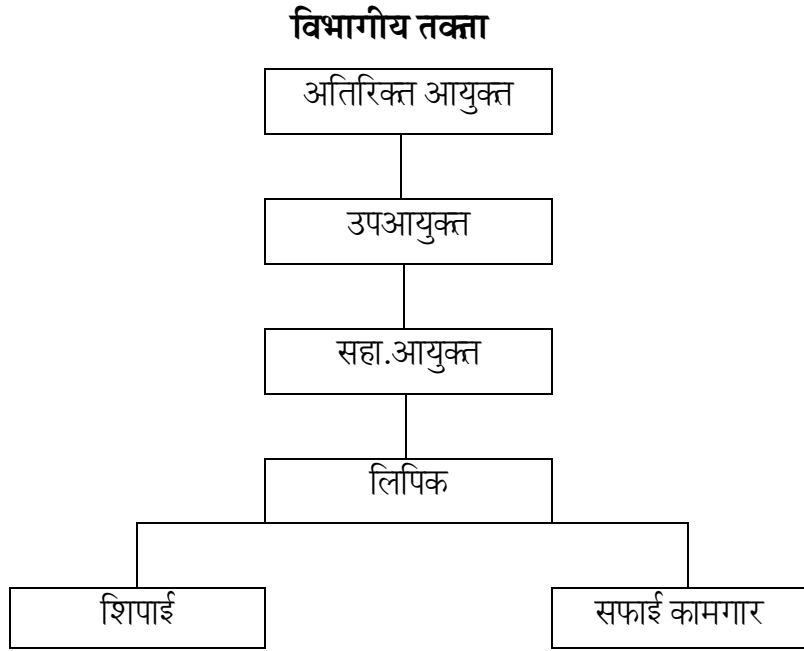 विभागीय तक्ता
अतिरिक्त आयुक्त
उपआयुक्त
सहा.आयुक्त
लिपिक
शिपाई
सफाई कामगार